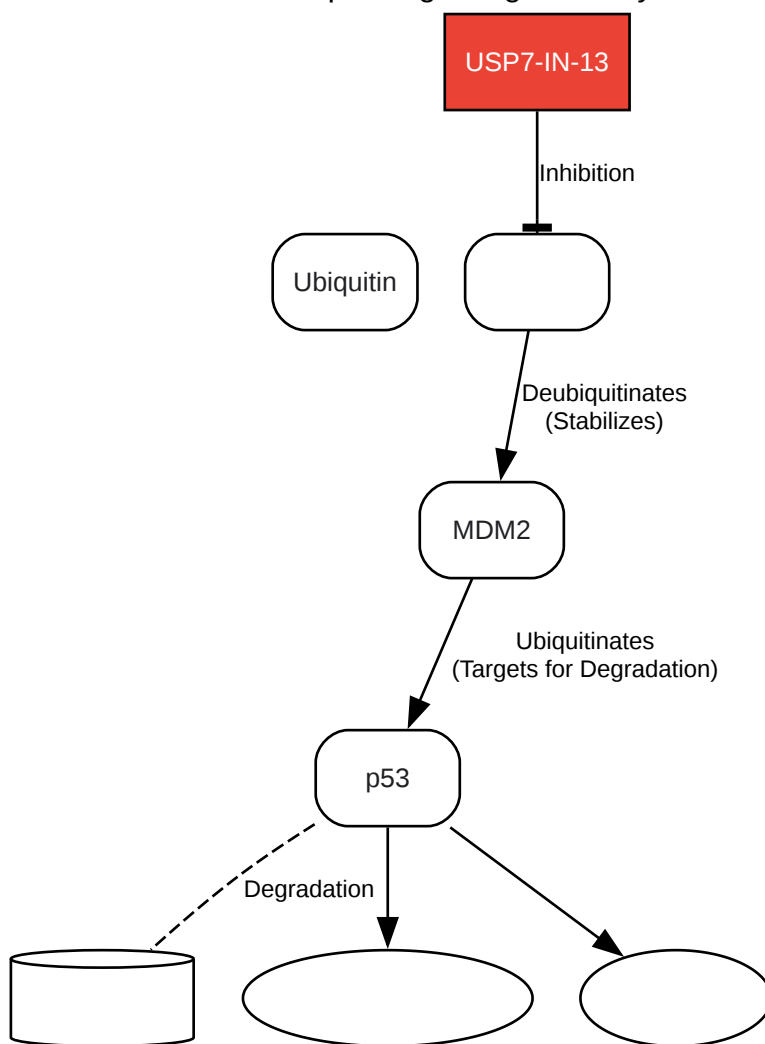 USP7-IN-13
Inhibition
Ubiquitin
Deubiquitinates
(Stabilizes)
MDM2
Ubiquitinates
(Targets for Degradation)
p53
Degradation